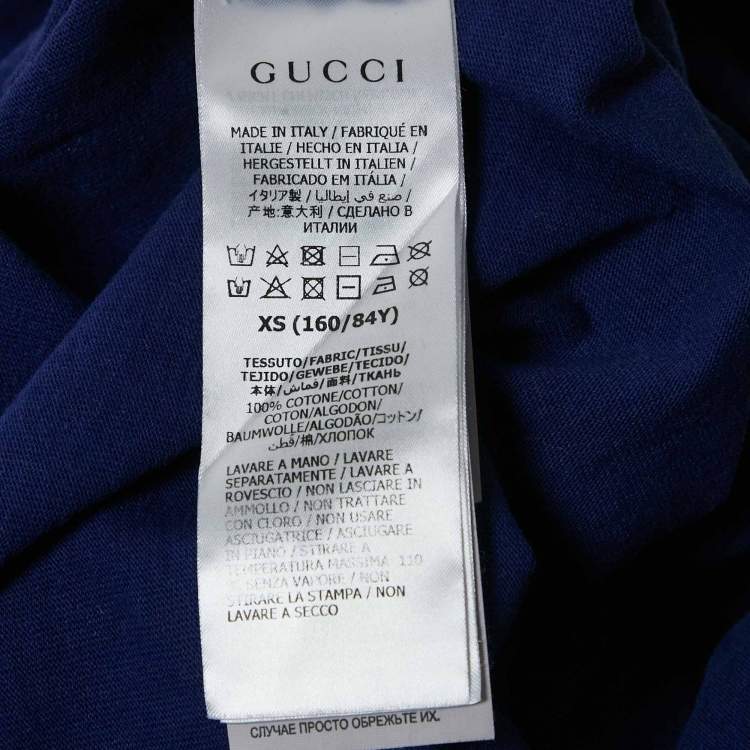 GUCCI
MADE IN ITALY / FABRIQUÉ EN
ITALIE / HECHO EN ITALIA /
HERGESTELLT IN ITALIEN /
FABRICADO EM ITÁLIA /
イタリア製 / صنع في إيطاليا /
产地:意大利 / СДЕЛАНО В
ИТАЛИИ
XS (160/84Y)
TESSUTO/FABRIC/TISSU/
TEJIDO/GEWEBE/TECIDO/
本体/قماش/面料/ТКАНЬ
100% COTONE/COTTON/
COTON/ALGODON/
BAUMWOLLE/ALGODÃO/コットン/
قطن/棉/ХЛОПОК
LAVARE A MANO / LAVARE
SEPARATAMENTE / LAVARE A
ROVESCIO / NON LASCIARE IN
AMMOLLO / NON TRATTARE
CON CLORO / NON USARE
ASCIUGATRICE / ASCIUGARE
IN PIANO / STIRARE A
TEMPERATURA MASSIMA: 110
°C SENZA VAPORE / NON
STIRARE LA STAMPA / NON
LAVARE A SECCO
СЛУЧАЕ ПРОСТО ОБРЕЖЬТЕ ИХ.